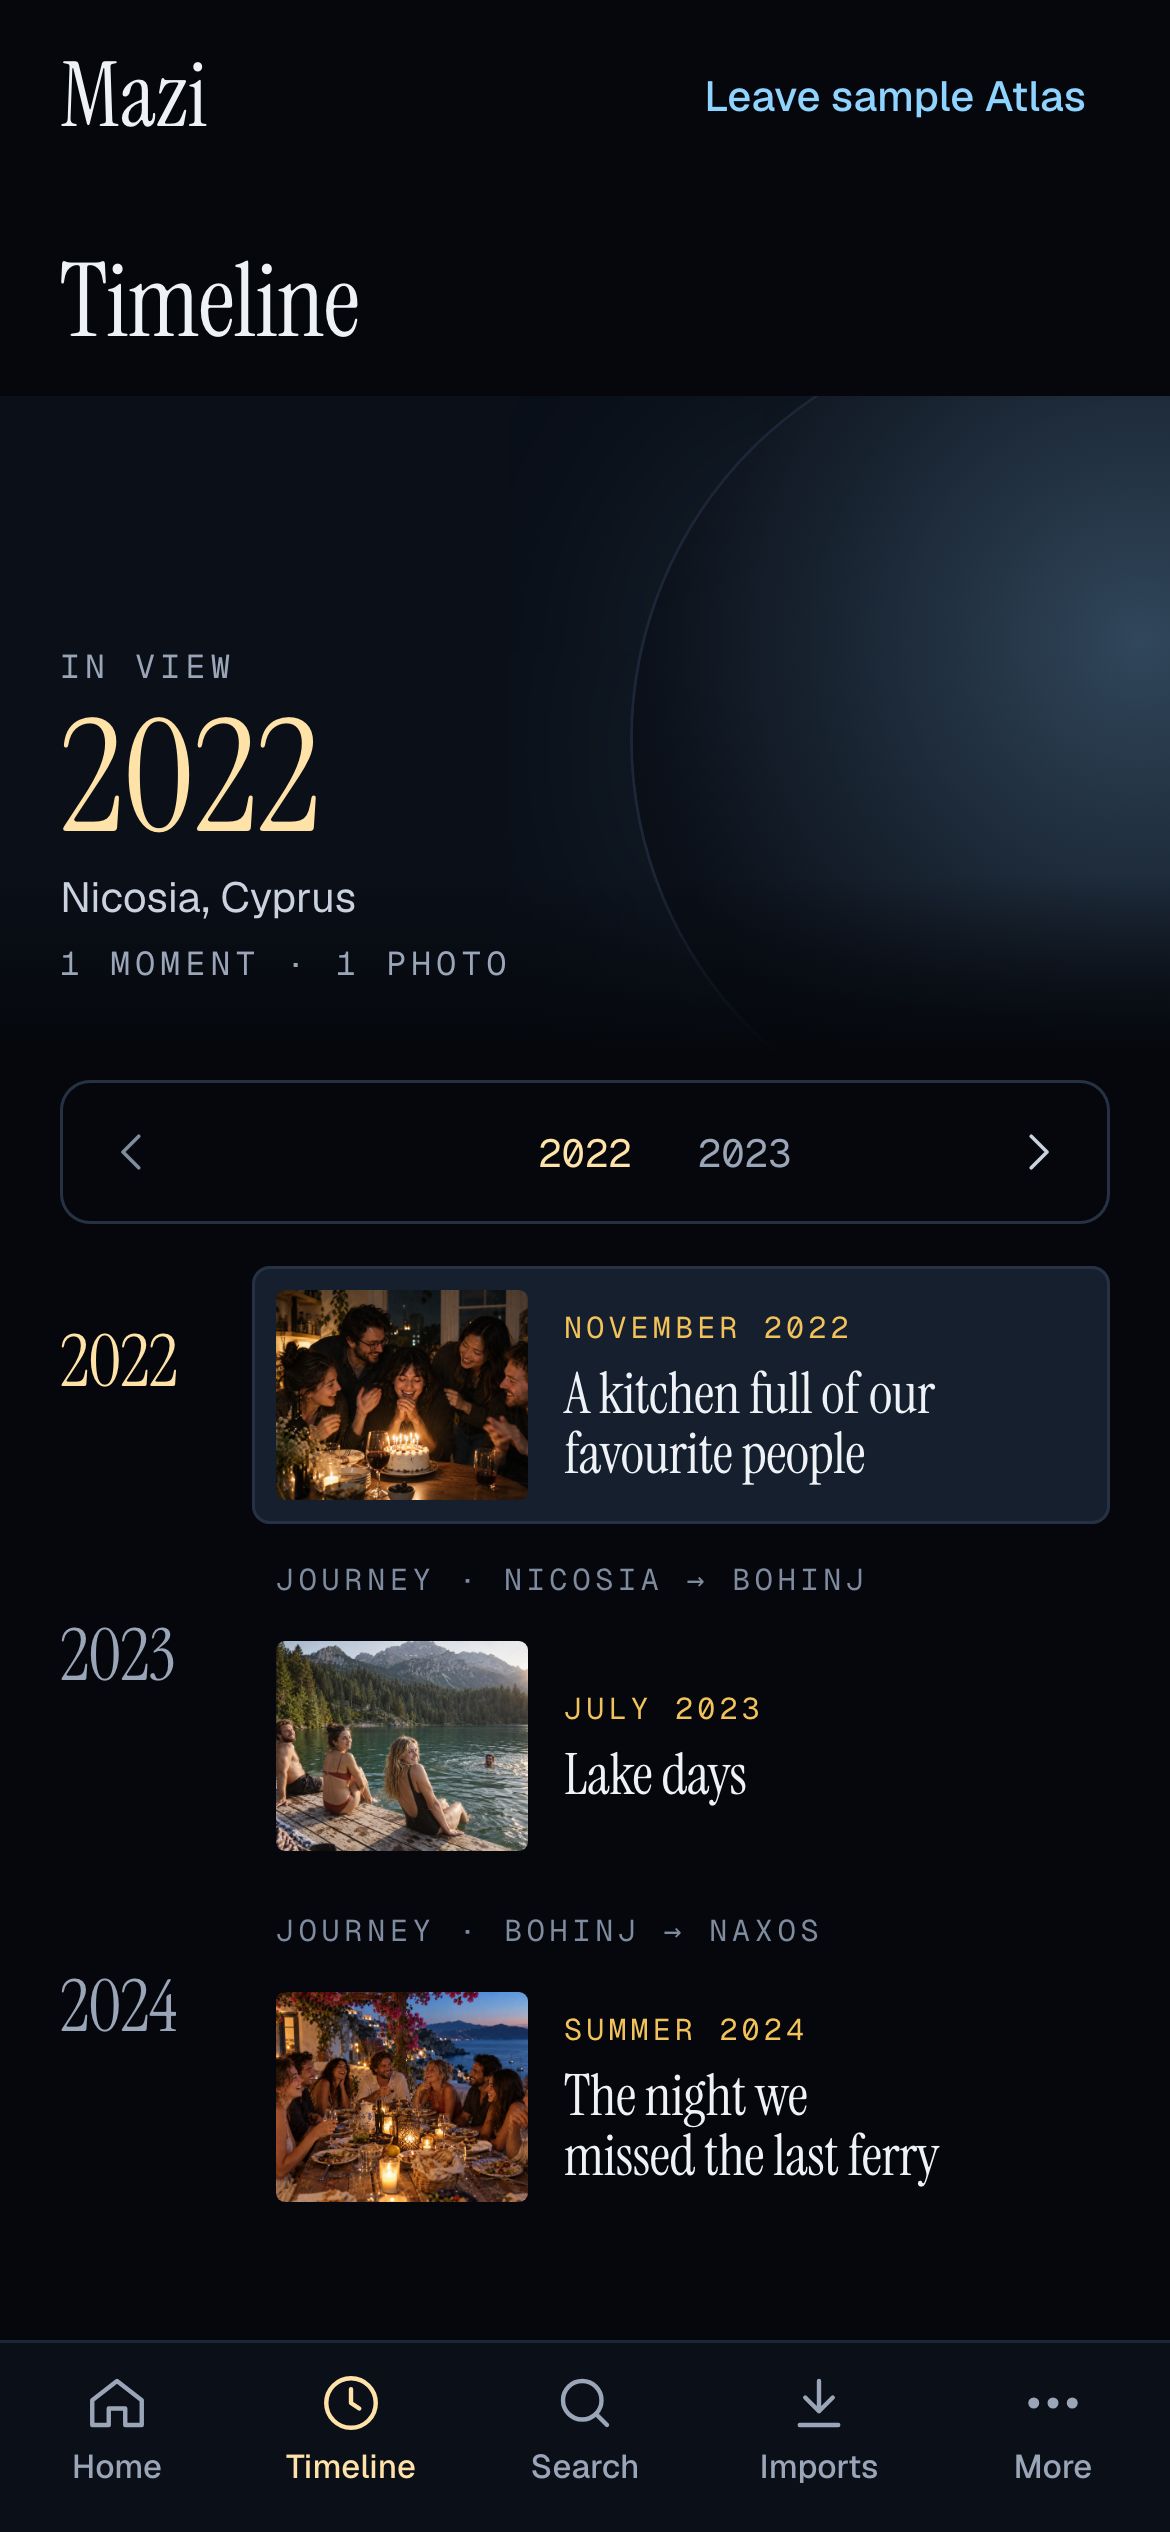 Mazi
Leave sample Atlas
Timeline
IN VIEW
2022
Nicosia, Cyprus
1 MOMENT · 1 PHOTO
2022 2023
2022
NOVEMBER 2022
A kitchen full of our
favourite people
JOURNEY · NICOSIA → BOHINJ
2023
JULY 2023
Lake days
JOURNEY · BOHINJ → NAXOS
2024
SUMMER 2024
The night we
missed the last ferry
Home
Timeline
Search
Imports
More